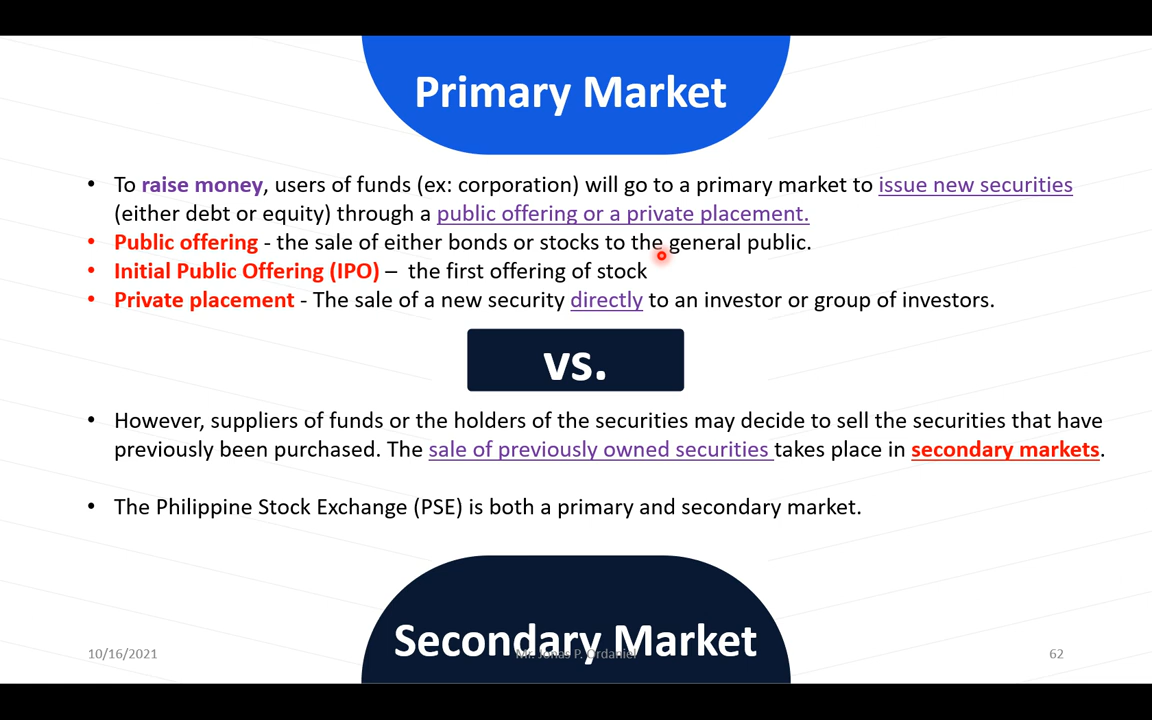 Primary Market
• To raise money, users of funds (ex: corporation) will go to a primary market to issue new securities
(either debt or equity) through a public offering or a private placement.
• Public offering - the sale of either bonds or stocks to the general public.
• Initial Public Offering (IPO) – the first offering of stock
• Private placement - The sale of a new security directly to an investor or group of investors.
vs.
• However, suppliers of funds or the holders of the securities may decide to sell the securities that have
previously been purchased. The sale of previously owned securities takes place in secondary markets.
• The Philippine Stock Exchange (PSE) is both a primary and secondary market.
Secondary Market
10/16/2021 Mr. Jonas P. Ordaniel 62